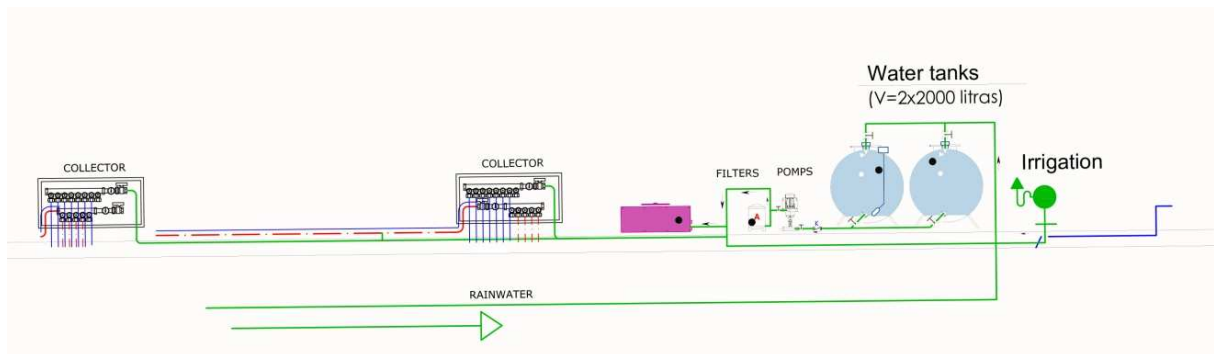 Water tanks
(V=2x2000 litras)
COLLECTOR
COLLECTOR
FILTERS
POMPS
Irrigation
A
RAINWATER